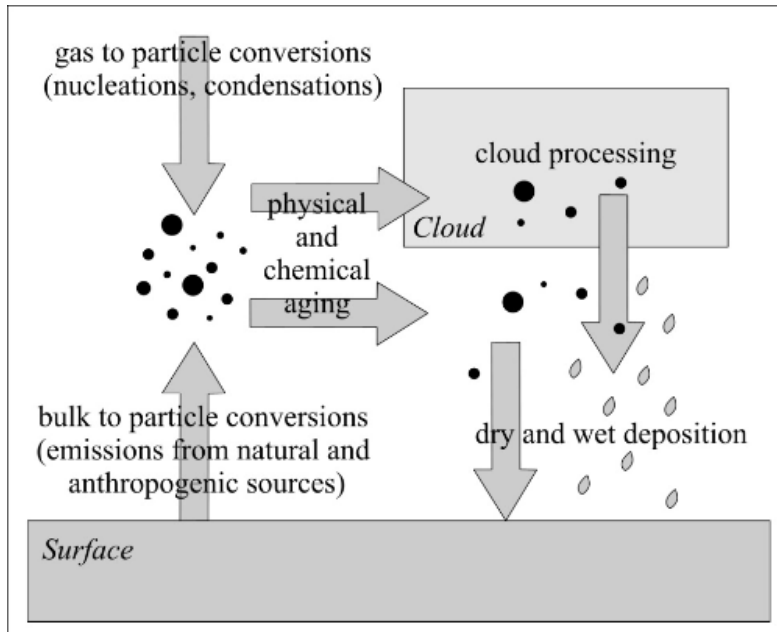 gas to particle conversions
(nucleations, condensations)
cloud processing
Cloud
physical
and
chemical
aging
bulk to particle conversions
(emissions from natural and
anthropogenic sources)
dry and wet deposition
Surface